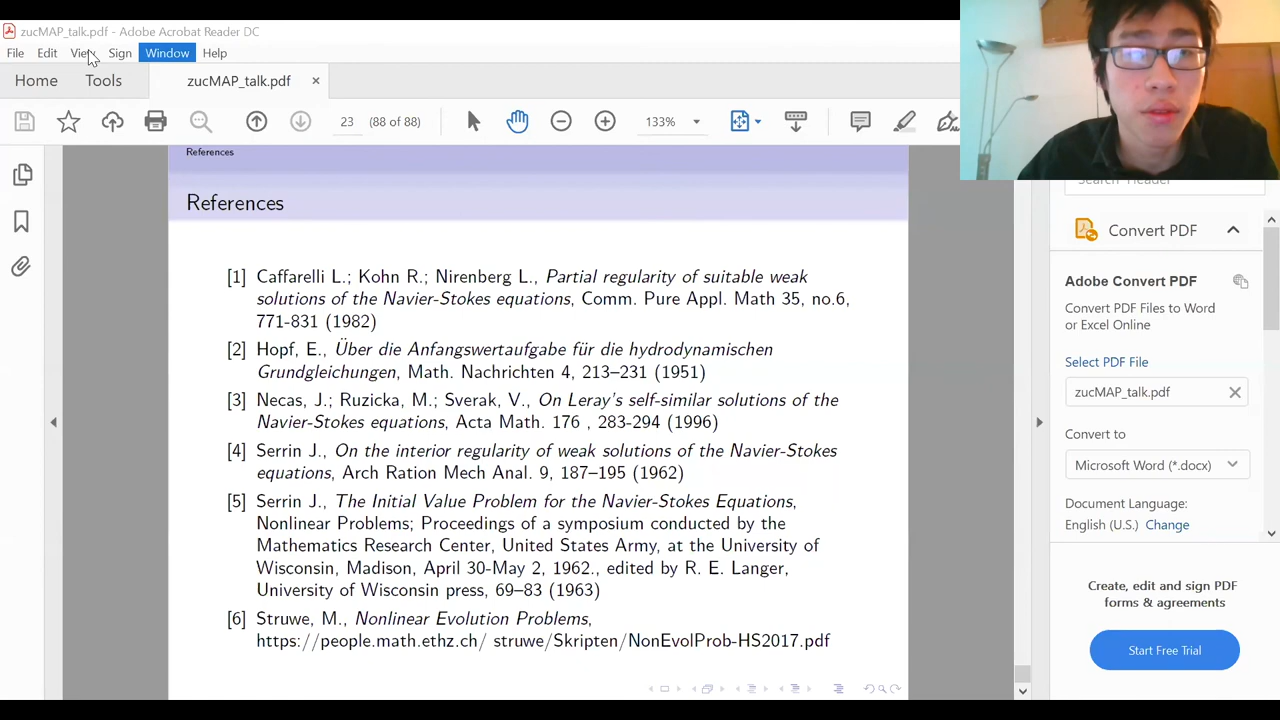 zucMAP_talk.pdf - Adobe Acrobat Reader DC
File Edit View Sign Window Help
Home Tools zucMAP_talk.pdf ×
23 (88 of 88) 133%
References
References
[1] Caffarelli L.; Kohn R.; Nirenberg L., Partial regularity of suitable weak
solutions of the Navier-Stokes equations, Comm. Pure Appl. Math 35, no.6,
771-831 (1982)
[2] Hopf, E., Über die Anfangswertaufgabe für die hydrodynamischen
Grundgleichungen, Math. Nachrichten 4, 213–231 (1951)
[3] Necas, J.; Ruzicka, M.; Sverak, V., On Leray's self-similar solutions of the
Navier-Stokes equations, Acta Math. 176 , 283-294 (1996)
[4] Serrin J., On the interior regularity of weak solutions of the Navier-Stokes
equations, Arch Ration Mech Anal. 9, 187–195 (1962)
[5] Serrin J., The Initial Value Problem for the Navier-Stokes Equations,
Nonlinear Problems; Proceedings of a symposium conducted by the
Mathematics Research Center, United States Army, at the University of
Wisconsin, Madison, April 30-May 2, 1962., edited by R. E. Langer,
University of Wisconsin press, 69–83 (1963)
[6] Struwe, M., Nonlinear Evolution Problems,
https://people.math.ethz.ch/ struwe/Skripten/NonEvolProb-HS2017.pdf
Convert PDF
Adobe Convert PDF
Convert PDF Files to Word
or Excel Online
Select PDF File
zucMAP_talk.pdf
Convert to
Microsoft Word (*.docx)
Document Language:
English (U.S.) Change
Create, edit and sign PDF
forms & agreements
Start Free Trial